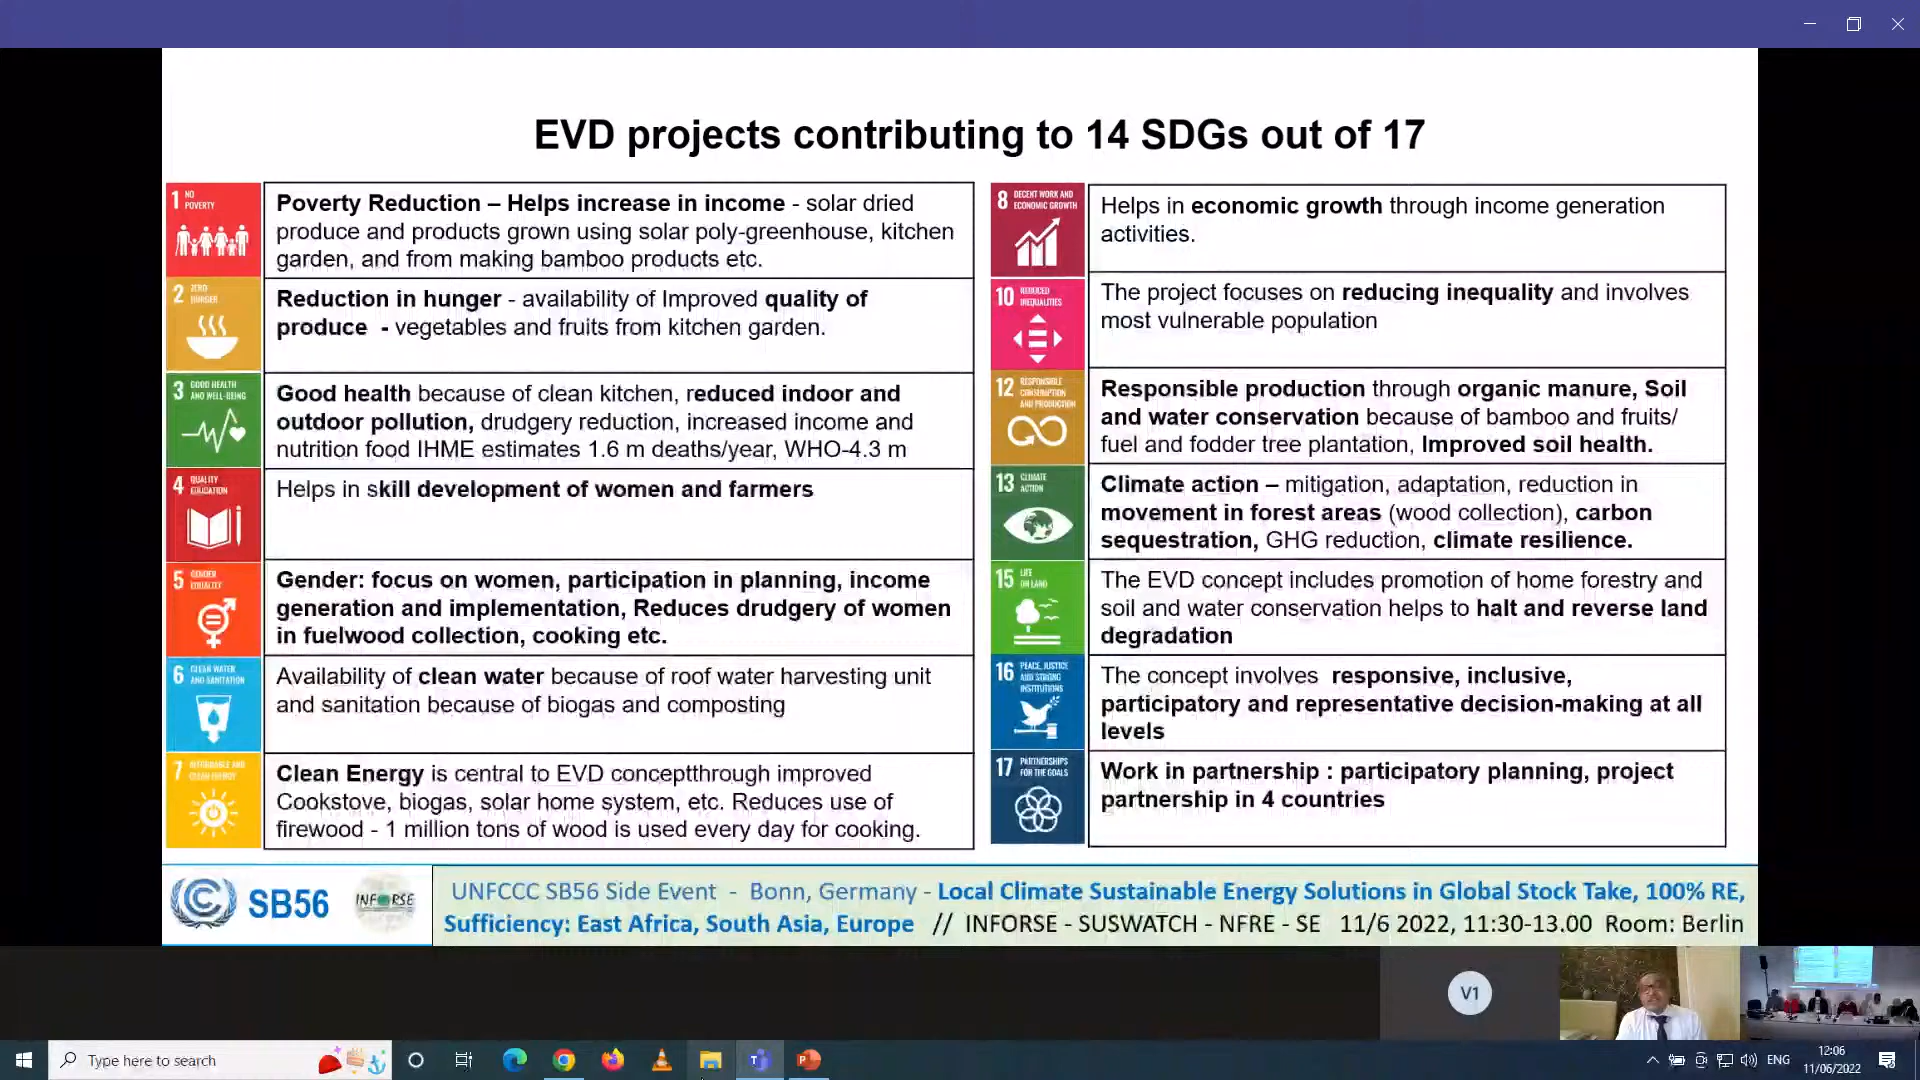 EVD projects contributing to 14 SDGs out of 17
1 NO
POVERTY
Poverty Reduction – Helps increase in income - solar dried
produce and products grown using solar poly-greenhouse, kitchen
garden, and from making bamboo products etc.
2 ZERO
HUNGER
Reduction in hunger - availability of Improved quality of
produce - vegetables and fruits from kitchen garden.
3 GOOD HEALTH
AND WELL-BEING
Good health because of clean kitchen, reduced indoor and
outdoor pollution, drudgery reduction, increased income and
nutrition food IHME estimates 1.6 m deaths/year, WHO-4.3 m
4 QUALITY
EDUCATION
Helps in skill development of women and farmers
5 GENDER
EQUALITY
Gender: focus on women, participation in planning, income
generation and implementation, Reduces drudgery of women
in fuelwood collection, cooking etc.
6 CLEAN WATER
AND SANITATION
Availability of clean water because of roof water harvesting unit
and sanitation because of biogas and composting
7 AFFORDABLE AND
CLEAN ENERGY
Clean Energy is central to EVD conceptthrough improved
Cookstove, biogas, solar home system, etc. Reduces use of
firewood - 1 million tons of wood is used every day for cooking.
8 DECENT WORK AND
ECONOMIC GROWTH
Helps in economic growth through income generation
activities.
10 REDUCED
INEQUALITIES
The project focuses on reducing inequality and involves
most vulnerable population
12 RESPONSIBLE
CONSUMPTION
AND PRODUCTION
Responsible production through organic manure, Soil
and water conservation because of bamboo and fruits/
fuel and fodder tree plantation, Improved soil health.
13 CLIMATE
ACTION
Climate action – mitigation, adaptation, reduction in
movement in forest areas (wood collection), carbon
sequestration, GHG reduction, climate resilience.
15 LIFE
ON LAND
The EVD concept includes promotion of home forestry and
soil and water conservation helps to halt and reverse land
degradation
16 PEACE, JUSTICE
AND STRONG
INSTITUTIONS
The concept involves responsive, inclusive,
participatory and representative decision-making at all
levels
17 PARTNERSHIPS
FOR THE GOALS
Work in partnership : participatory planning, project
partnership in 4 countries
SB56
INFORSE
UNFCCC SB56 Side Event - Bonn, Germany - Local Climate Sustainable Energy Solutions in Global Stock Take, 100% RE,
Sufficiency: East Africa, South Asia, Europe // INFORSE - SUSWATCH - NFRE - SE 11/6 2022, 11:30-13.00 Room: Berlin
V1
Type here to search
ENG
12:06
11/06/2022